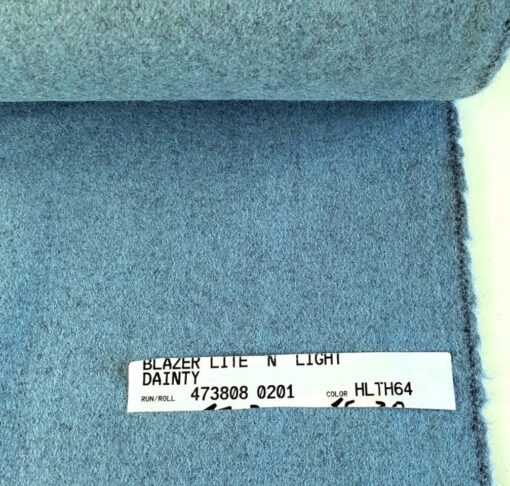 BLAZER LITE N LIGHT
DAINTY
RUN/ROLL 473808 0201 COLOR HLTH64